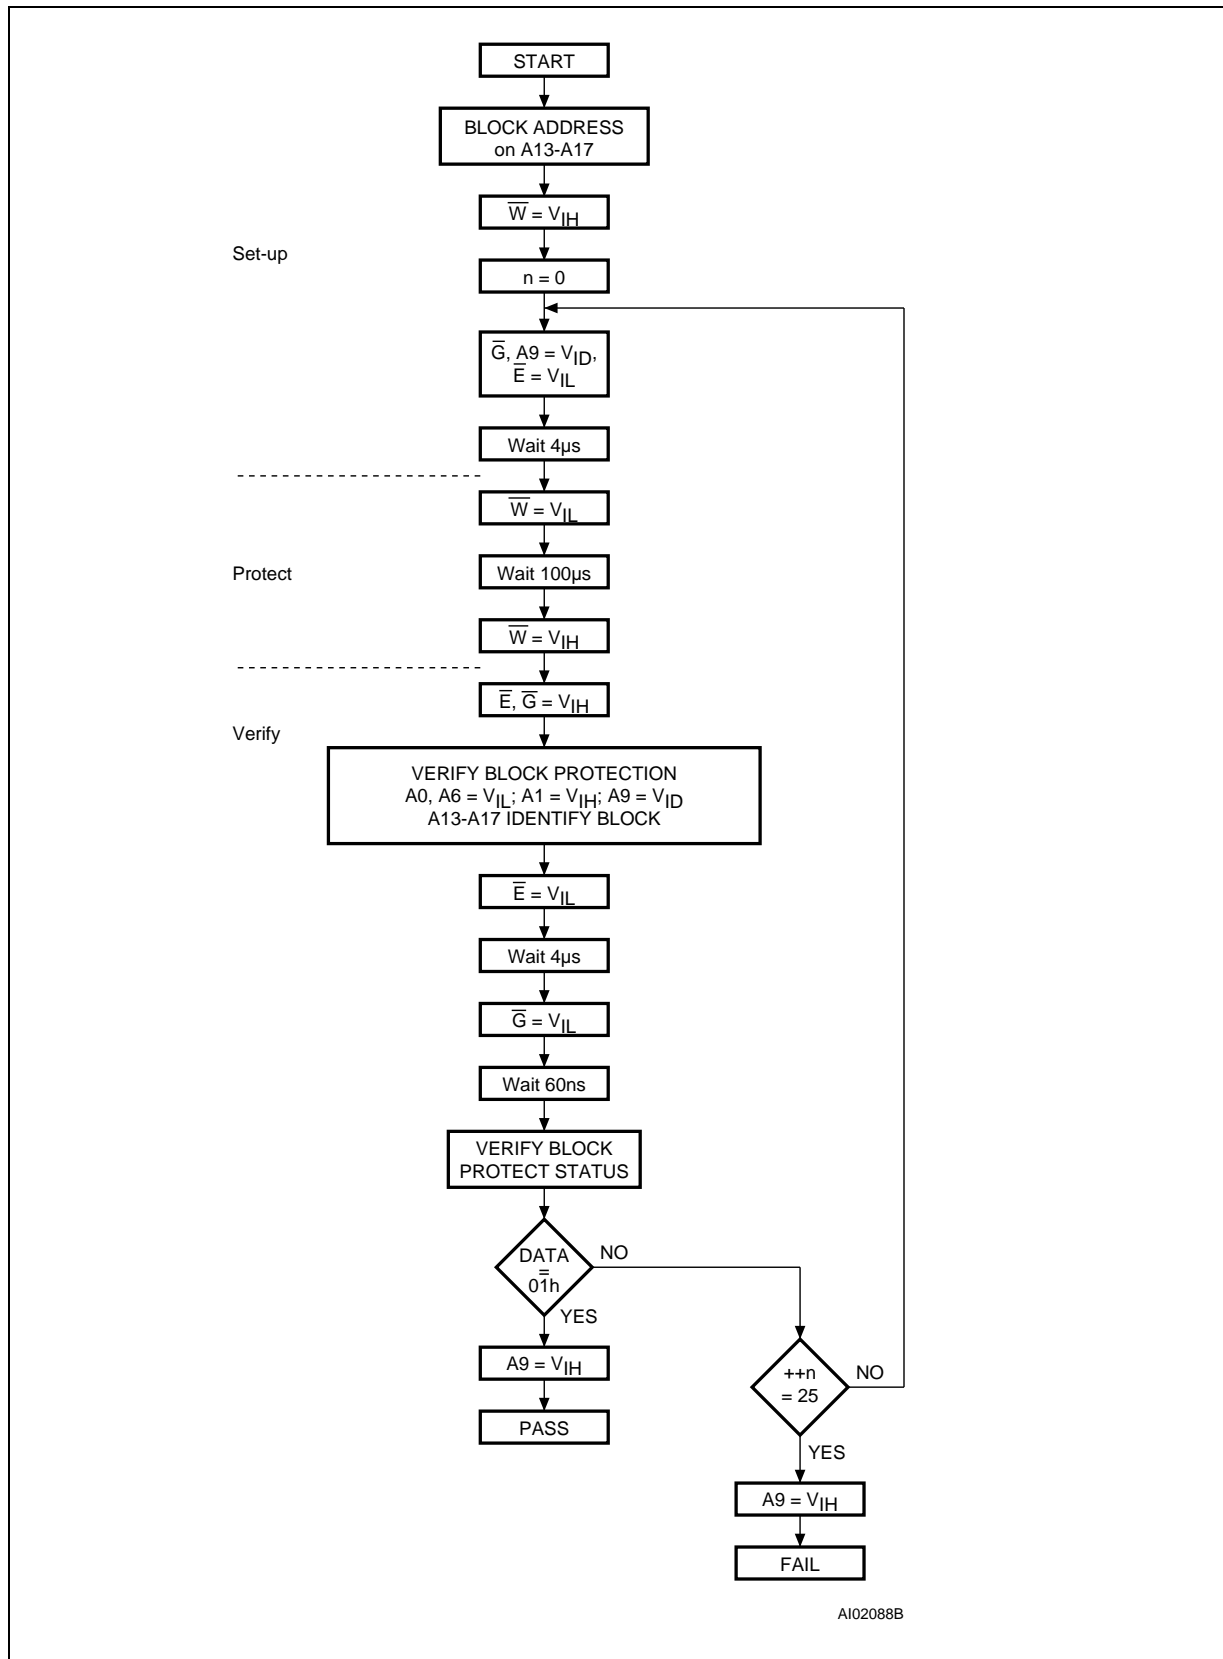 START
BLOCK ADDRESS
on A13-A17
W̅ = VIH
Set-up
n = 0
G̅, A9 = VID,
E̅ = VIL
Wait 4µs
W̅ = VIL
Protect
Wait 100µs
W̅ = VIH
E̅, G̅ = VIH
Verify
VERIFY BLOCK PROTECTION
A0, A6 = VIL; A1 = VIH; A9 = VID
A13-A17 IDENTIFY BLOCK
E̅ = VIL
Wait 4µs
G̅ = VIL
Wait 60ns
VERIFY BLOCK
PROTECT STATUS
DATA
=
01h
NO
YES
A9 = VIH
PASS
++n
= 25
NO
YES
A9 = VIH
FAIL
AI02088B